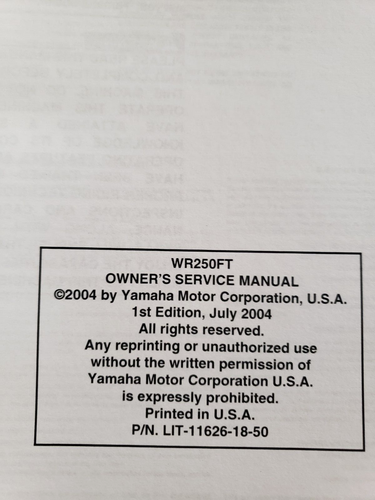 WR250FT
OWNER'S SERVICE MANUAL
©2004 by Yamaha Motor Corporation, U.S.A.
1st Edition, July 2004
All rights reserved.
Any reprinting or unauthorized use
without the written permission of
Yamaha Motor Corporation U.S.A.
is expressly prohibited.
Printed in U.S.A.
P/N. LIT-11626-18-50